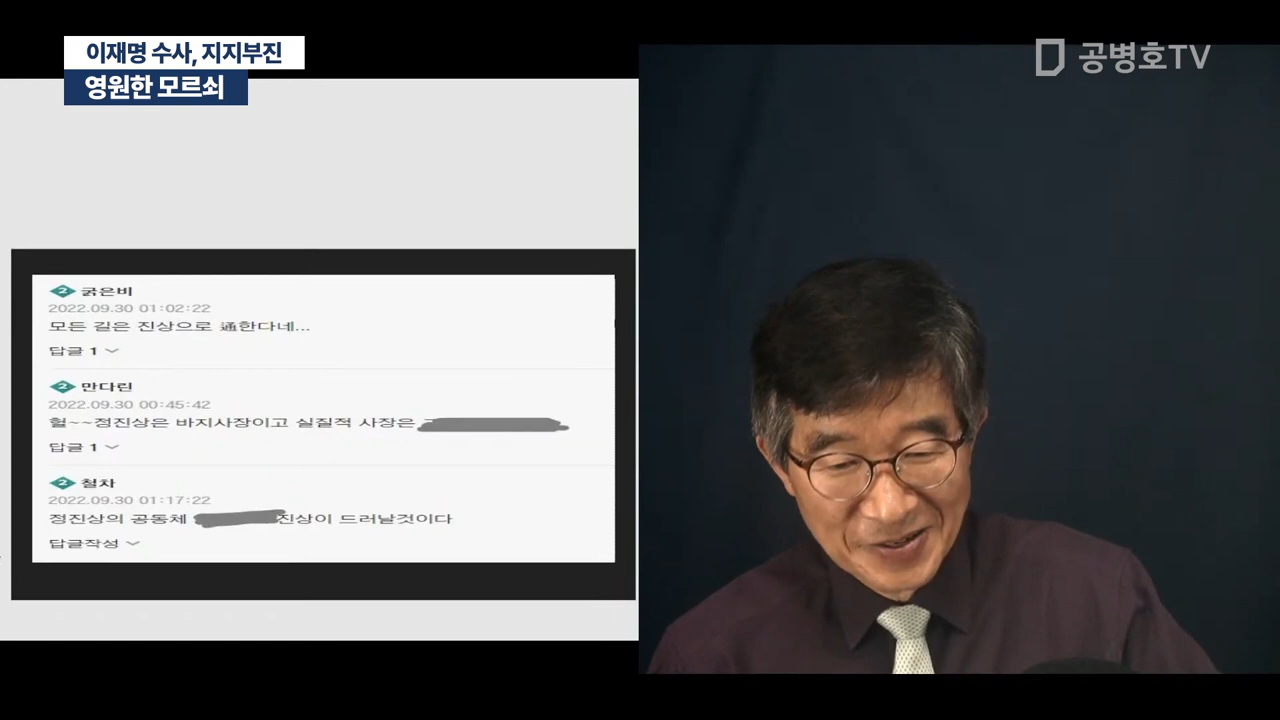 이재명 수사, 지지부진
영원한 모르쇠
공병호TV
2 굵은비
2022.09.30 01:02:22
모든 길은 진상으로 通한다네...
답글 1
2 만다린
2022.09.30 00:45:42
헐~~정진상은 바지사장이고 실질적 사장은
답글 1
2 철차
2022.09.30 01:17:22
정진상의 공동체 진상이 드러날것이다
답글작성